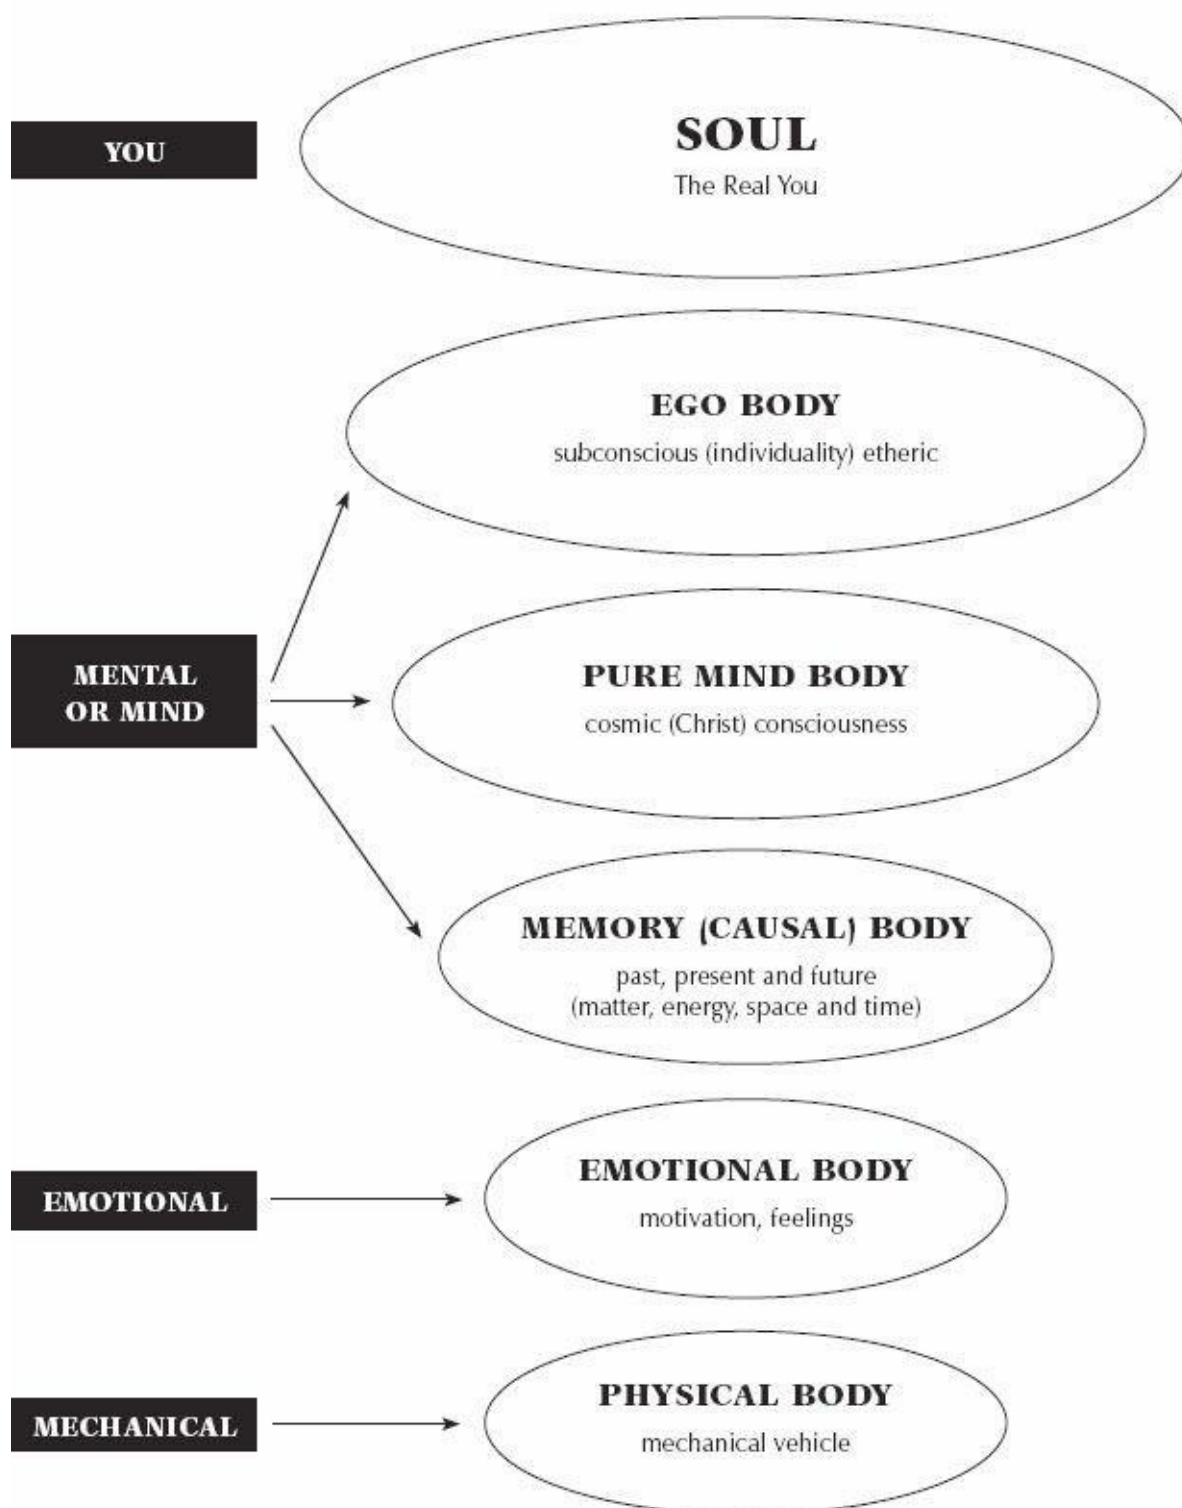 YOU
SOUL
The Real You
EGO BODY
subconscious (individuality) etheric
MENTAL
OR MIND
PURE MIND BODY
cosmic (Christ) consciousness
MEMORY (CAUSAL) BODY
past, present and future
(matter, energy, space and time)
EMOTIONAL
EMOTIONAL BODY
motivation, feelings
MECHANICAL
PHYSICAL BODY
mechanical vehicle